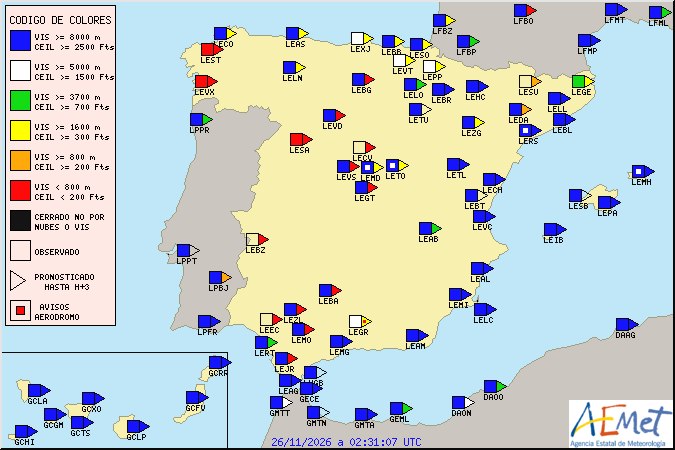 CODIGO DE COLORES
VIS >= 8000 m
CEIL >= 2500 Fts
VIS >= 5000 m
CEIL >= 1500 Fts
VIS >= 3700 m
CEIL >= 700 Fts
VIS >= 1600 m
CEIL >= 300 Fts
VIS >= 800 m
CEIL >= 200 Fts
VIS < 800 m
CEIL < 200 Fts
CERRADO NO POR
NUBES O VIS
OBSERVADO
PRONOSTICADO
HASTA H+3
AVISOS
AERODROMO
LFBO LFMT LFML
LFBZ
LECO LEAS LEXJ LEBB LESO LFBP LFMP
LEST
LEVT LEPP
LELN
LEVX LEBG LELO LEBR LEHC LESU LEGE
LELL
LETU LEDA
LPPR LEVD LEZG LERS LEBL
LESA LECV
LEVS LEMD LETO LETL LEMH
LECH
LEGT LEBT LESB LEPA
LEVC
LEAB LEIB
LEBZ
LPPT
LPBJ LEAL
LEBA LEMI
LEZL LELC
LPFR LEEC LEMO LEGR DAAG
LERT LEMG LEAM
LEJR
GCRR
LEAG LXGB
GCLA GCXO GCFV GECE DAOO
GMTT GEML DAON
GCGM GMTN GMTA
GCHI GCTS GCLP
26/11/2026 a 02:31:07 UTC
AEMet
Agencia Estatal de Meteorología